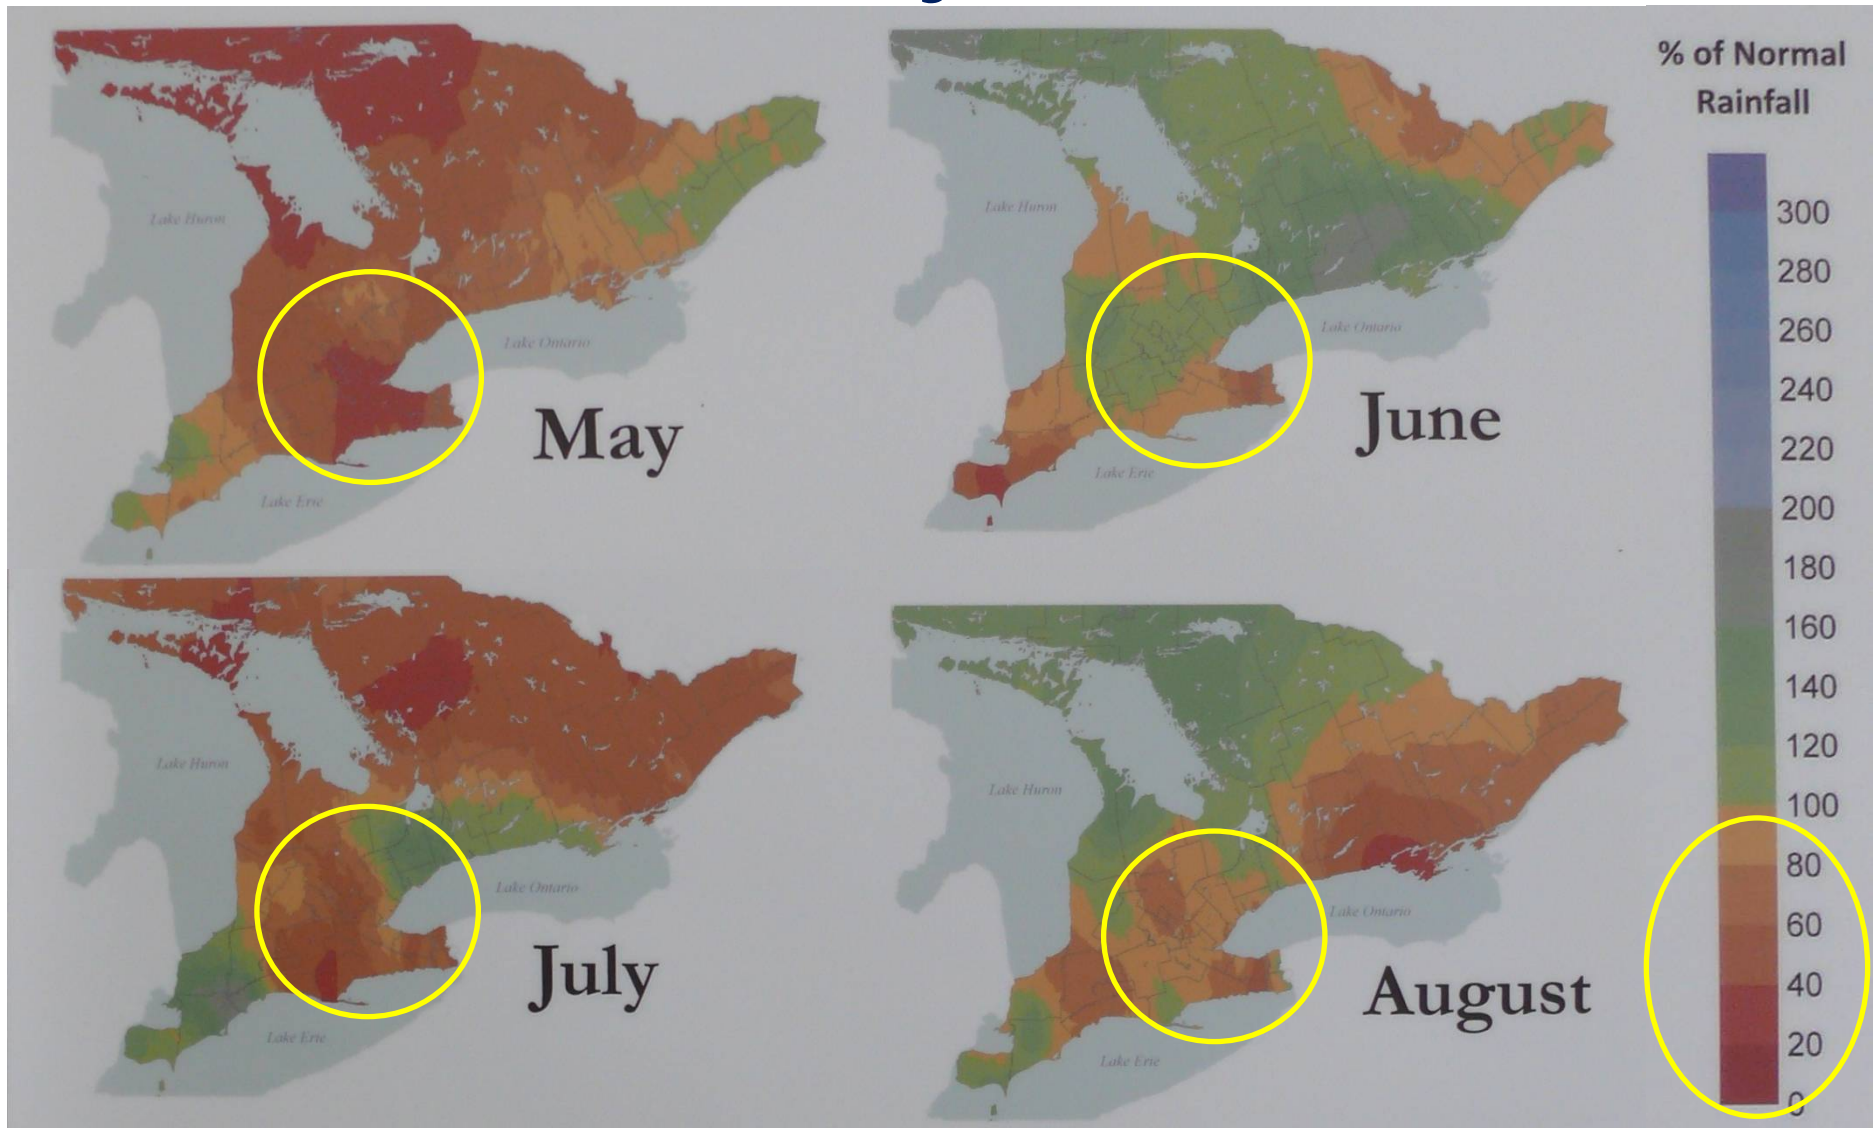 % of Normal
Rainfall
Lake Huron
Lake Ontario
May
Lake Erie
Lake Huron
Lake Ontario
June
Lake Erie
Lake Huron
Lake Ontario
July
Lake Erie
Lake Huron
Lake Ontario
August
Lake Erie
300
280
260
240
220
200
180
160
140
120
100
80
60
40
20
0